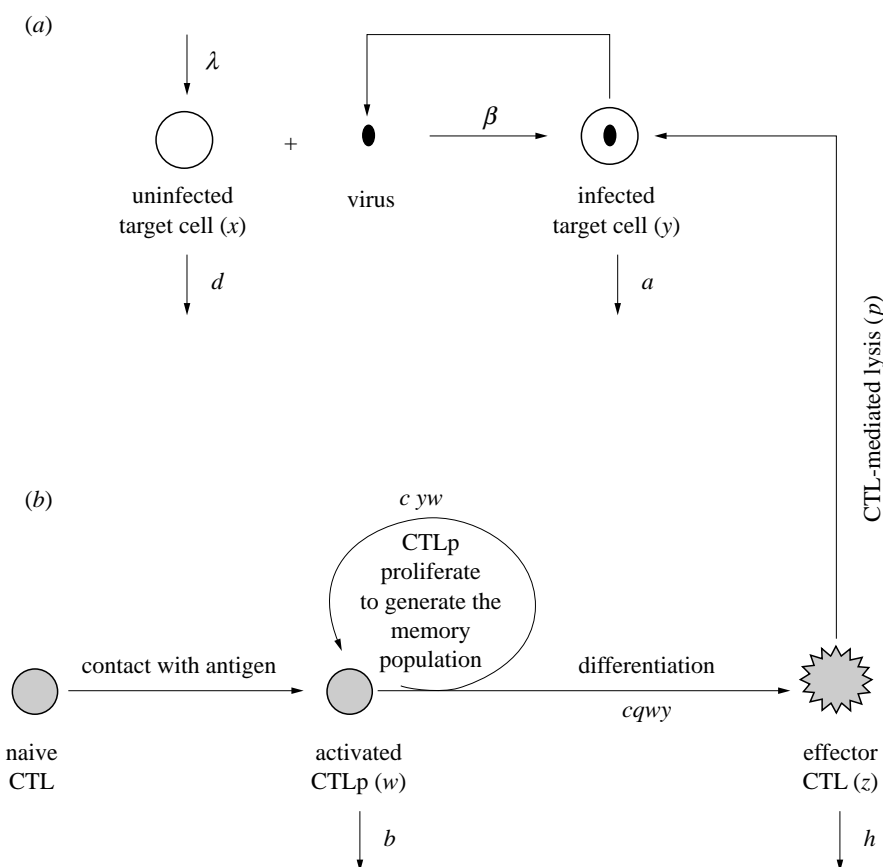 (a)
λ
β
+
uninfected
target cell (x)
virus
infected
target cell (y)
d
a
CTL-mediated lysis (p)
(b)
c yw
CTLp
proliferate
to generate the
memory
population
contact with antigen
differentiation
cqwy
naive
CTL
activated
CTLp (w)
effector
CTL (z)
b
h